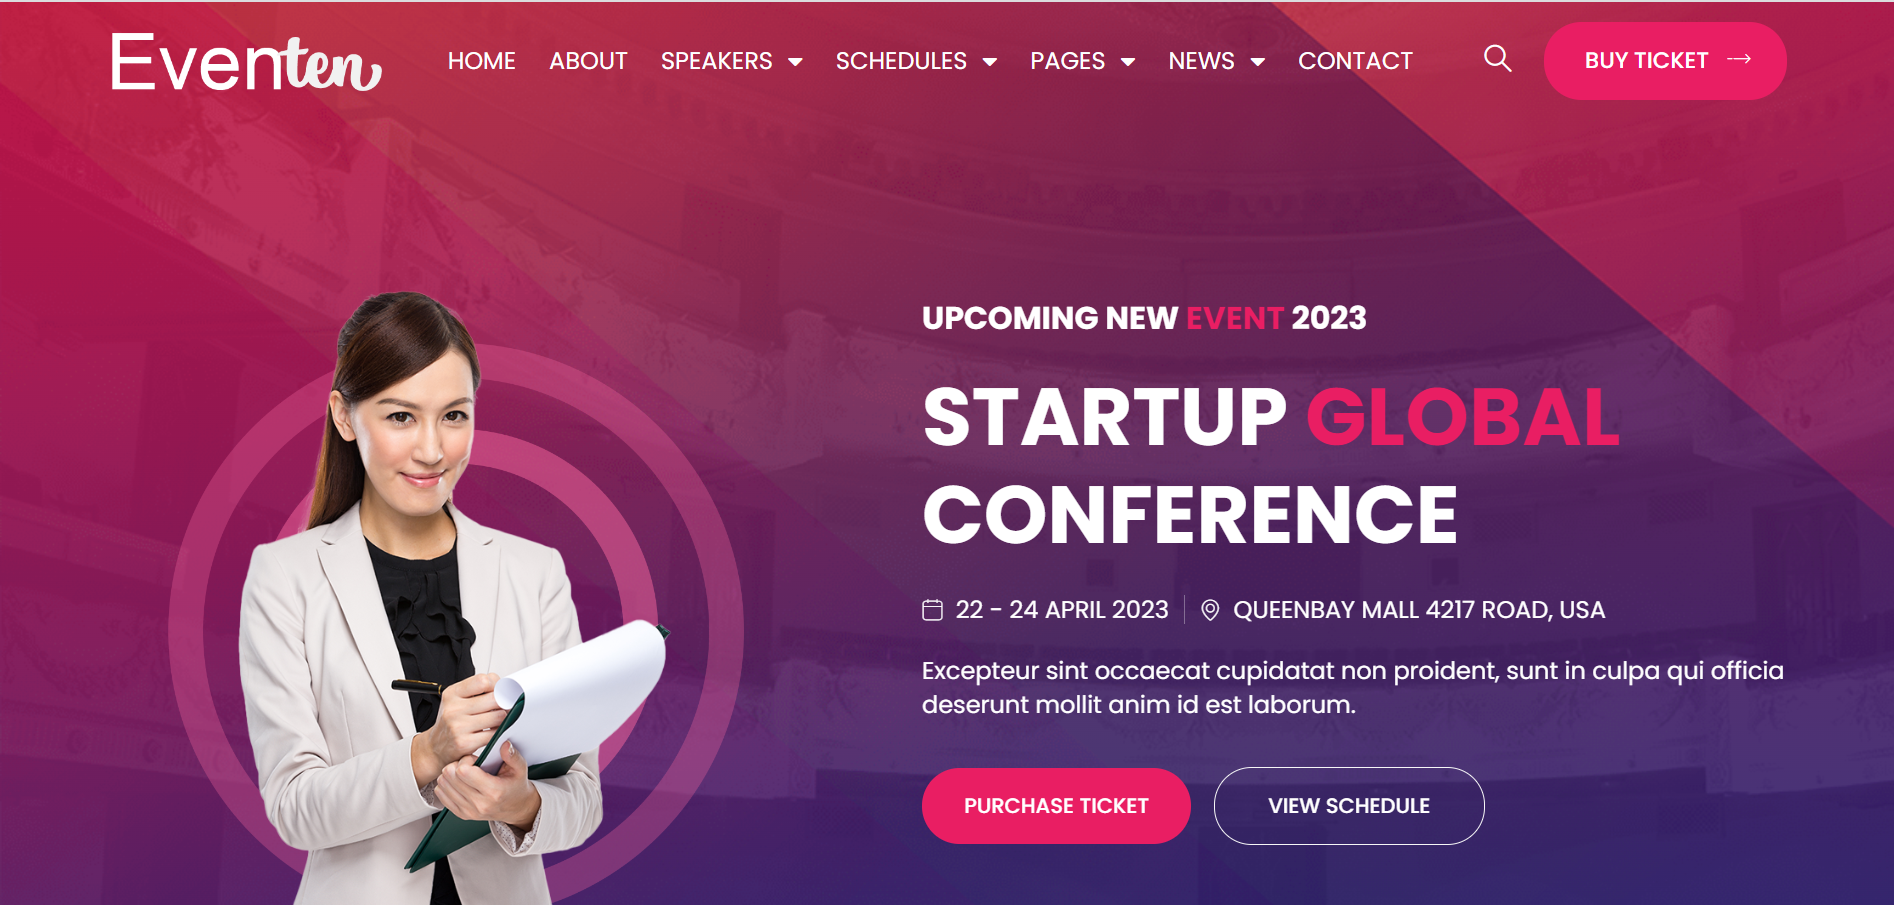 Eventen
HOME ABOUT SPEAKERS SCHEDULES PAGES NEWS CONTACT BUY TICKET
UPCOMING NEW EVENT 2023
STARTUP GLOBAL
CONFERENCE
22 - 24 APRIL 2023 QUEENBAY MALL 4217 ROAD, USA
Excepteur sint occaecat cupidatat non proident, sunt in culpa qui officia
deserunt mollit anim id est laborum.
PURCHASE TICKET VIEW SCHEDULE